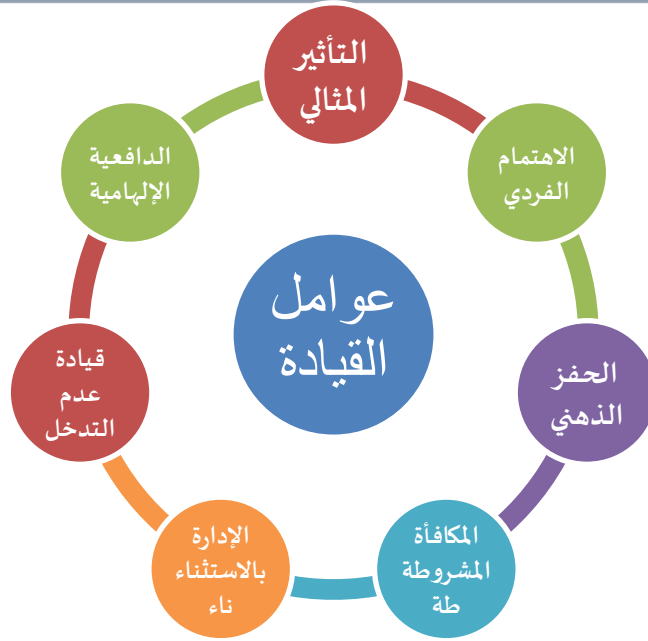 التأثير
المثالي
الاهتمام
الفردي
الحفز
الذهني
المكافأة
المشروطة
طة
الإدارة
بالاستثناء
ناء
قيادة
عدم
التدخل
الدافعية
الإلهامية
عوامل
القيادة